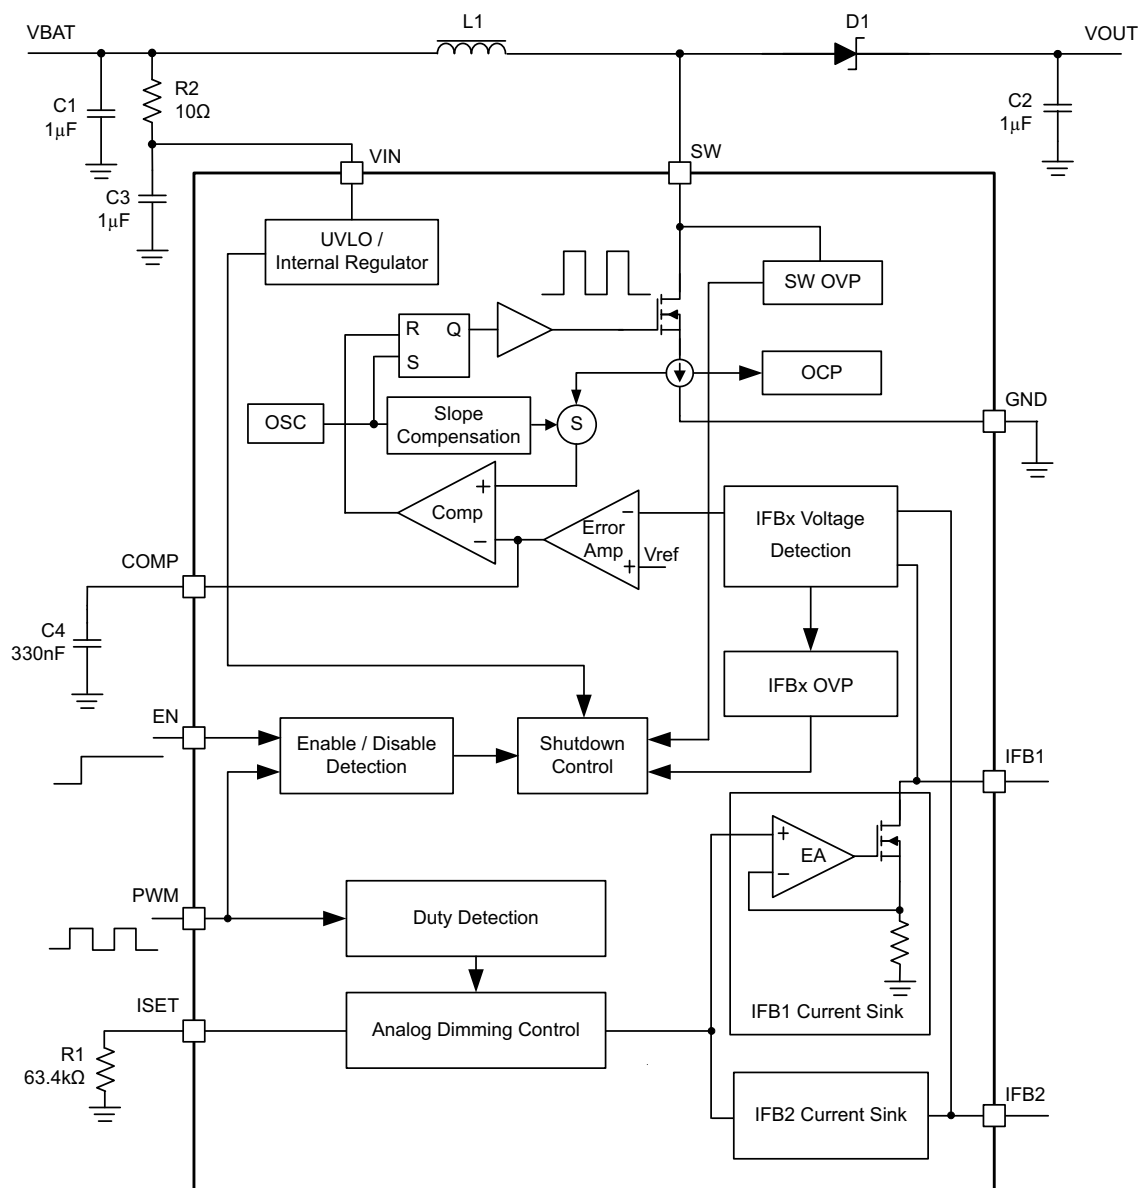 VBAT
L1
D1
VOUT
R2
10Ω
C1
1µF
C2
1µF
VIN
SW
C3
1µF
UVLO /
Internal Regulator
SW OVP
R
Q
S
OCP
OSC
Slope
Compensation
S
GND
+
Comp
−
−
Error
Amp
+
Vref
IFBx Voltage
Detection
COMP
C4
330nF
IFBx OVP
EN
Enable / Disable
Detection
Shutdown
Control
IFB1
+
EA
−
PWM
Duty Detection
ISET
Analog Dimming Control
IFB1 Current Sink
R1
63.4kΩ
IFB2 Current Sink
IFB2